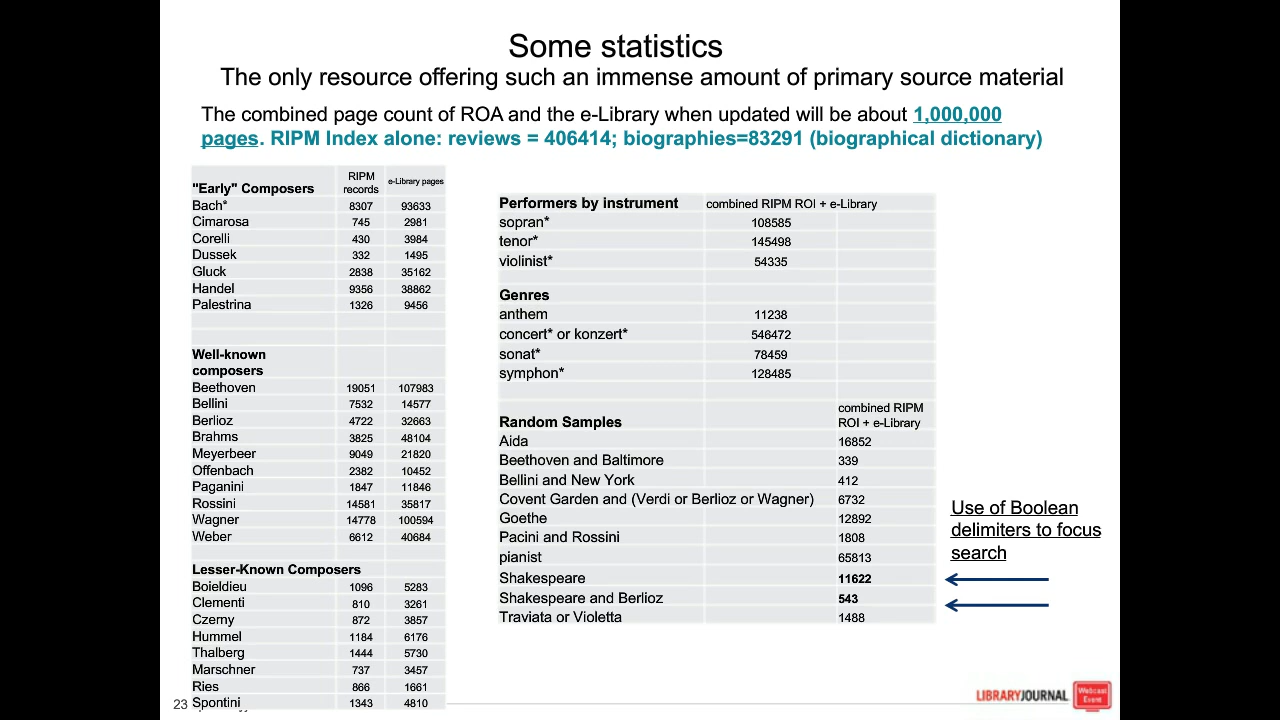 Some statistics
The only resource offering such an immense amount of primary source material
The combined page count of ROA and the e-Library when updated will be about 1,000,000
pages. RIPM Index alone: reviews = 406414; biographies=83291 (biographical dictionary)
"Early" Composers RIPM records e-Library pages
Bach* 8307 93633
Cimarosa 745 2981
Corelli 430 3984
Dussek 332 1495
Gluck 2838 35162
Handel 9356 38862
Palestrina 1326 9456
Well-known
composers
Beethoven 19051 107983
Bellini 7532 14577
Berlioz 4722 32663
Brahms 3825 48104
Meyerbeer 9049 21820
Offenbach 2382 10452
Paganini 1847 11846
Rossini 14581 35817
Wagner 14778 100594
Weber 6612 40684
Lesser-Known Composers
Boieldieu 1096 5283
Clementi 810 3261
Czerny 872 3857
Hummel 1184 6176
Thalberg 1444 5730
Marschner 737 3457
Ries 866 1661
Spontini 1343 4810
Performers by instrument combined RIPM ROI + e-Library
sopran* 108585
tenor* 145498
violinist* 54335
Genres
anthem 11238
concert* or konzert* 546472
sonat* 78459
symphon* 128485
Random Samples combined RIPM ROI + e-Library
Aida 16852
Beethoven and Baltimore 339
Bellini and New York 412
Covent Garden and (Verdi or Berlioz or Wagner) 6732
Goethe 12892
Pacini and Rossini 1808
pianist 65813
Shakespeare 11622
Shakespeare and Berlioz 543
Traviata or Violetta 1488
Use of Boolean
delimiters to focus
search
23
LIBRARYJOURNAL
Webcast
Event